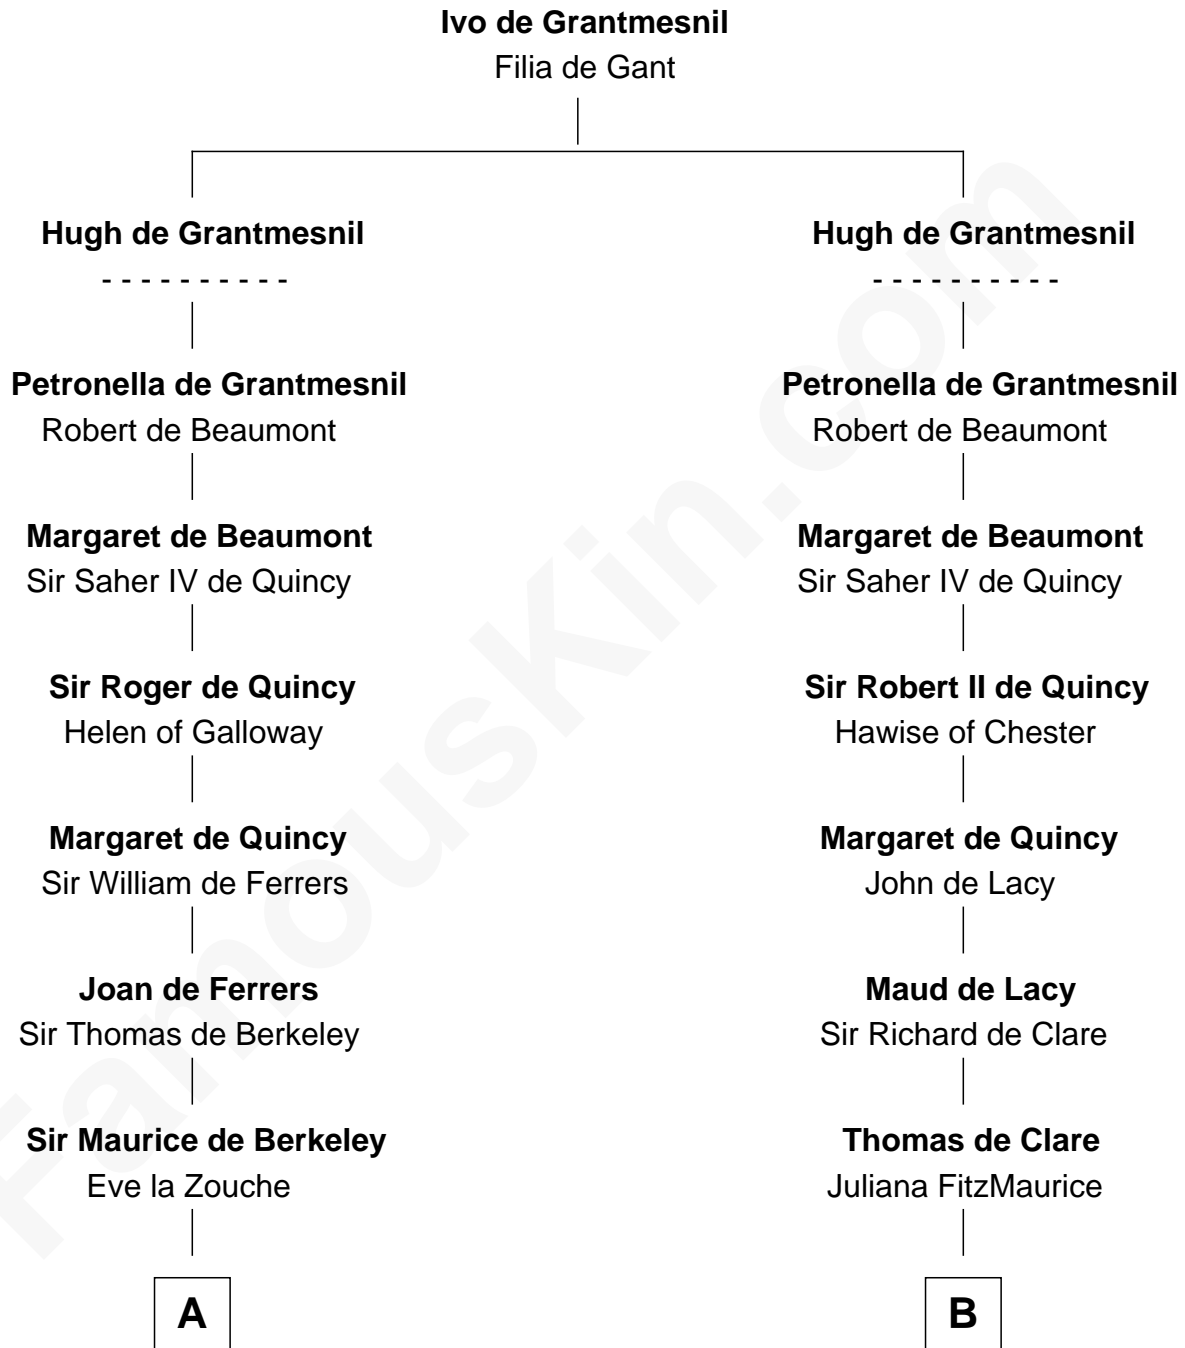 Ivo de Grantmesnil
Filia de Gant
Hugh de Grantmesnil
- - - - - - - - - -
Petronella de Grantmesnil
Robert de Beaumont
Margaret de Beaumont
Sir Saher IV de Quincy
Sir Roger de Quincy
Helen of Galloway
Margaret de Quincy
Sir William de Ferrers
Joan de Ferrers
Sir Thomas de Berkeley
Sir Maurice de Berkeley
Eve la Zouche
A
Hugh de Grantmesnil
- - - - - - - - - -
Petronella de Grantmesnil
Robert de Beaumont
Margaret de Beaumont
Sir Saher IV de Quincy
Sir Robert II de Quincy
Hawise of Chester
Margaret de Quincy
John de Lacy
Maud de Lacy
Sir Richard de Clare
Thomas de Clare
Juliana FitzMaurice
B
FamousKin.com